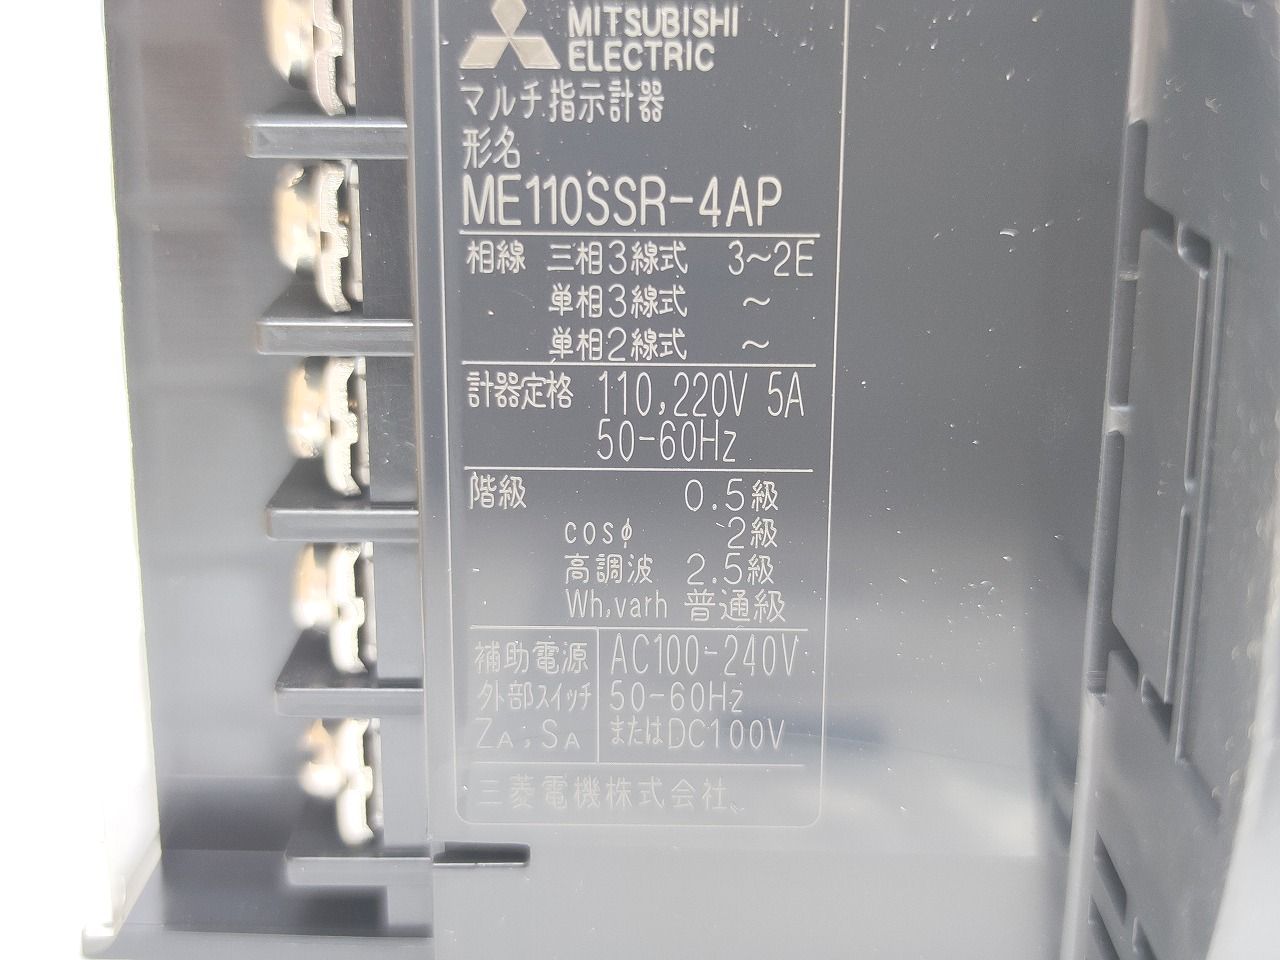 MITSUBISHI
ELECTRIC
マルチ指示計器
形名
ME110SSR-4AP
相線 三相3線式 3～2E
単相3線式 ～
単相2線式 ～
計器定格 110,220V 5A
50-60Hz
階級 0.5級
cosφ 2級
高調波 2.5級
Wh,varh 普通級
補助電源 AC100-240V
外部スイッチ 50-60Hz
ZA,SA またはDC100V
三菱電機株式会社